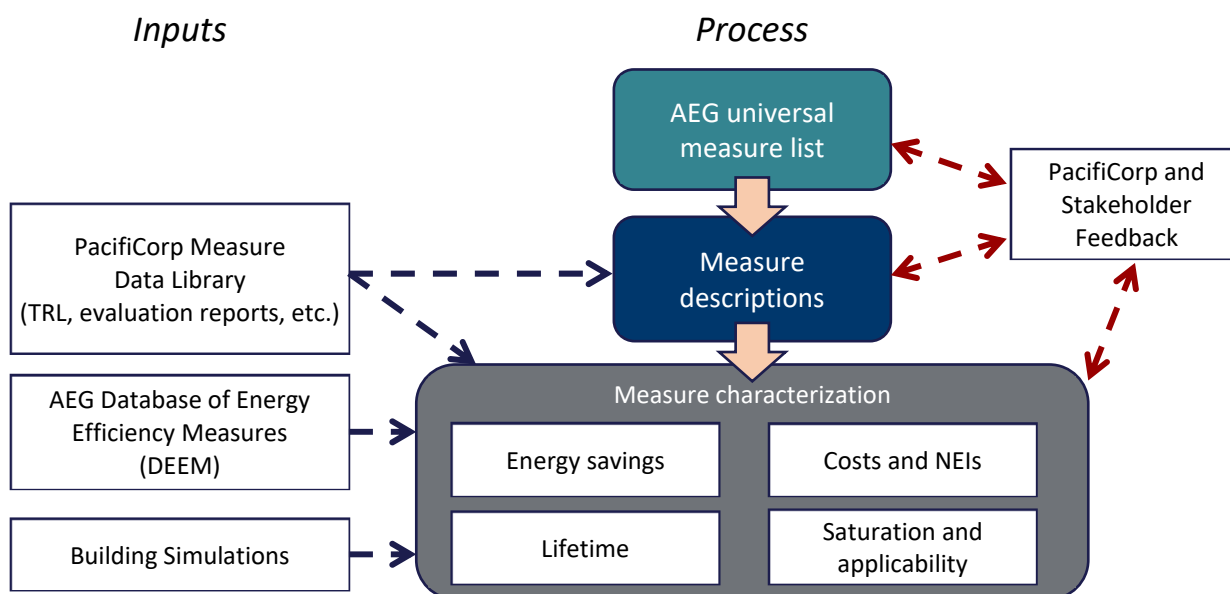 Inputs
Process
AEG universal
measure list
PacifiCorp and
Stakeholder
Feedback
PacifiCorp Measure
Data Library
(TRL, evaluation reports, etc.)
Measure
descriptions
AEG Database of Energy
Efficiency Measures
(DEEM)
Measure characterization
Energy savings
Costs and NEIs
Building Simulations
Lifetime
Saturation and
applicability